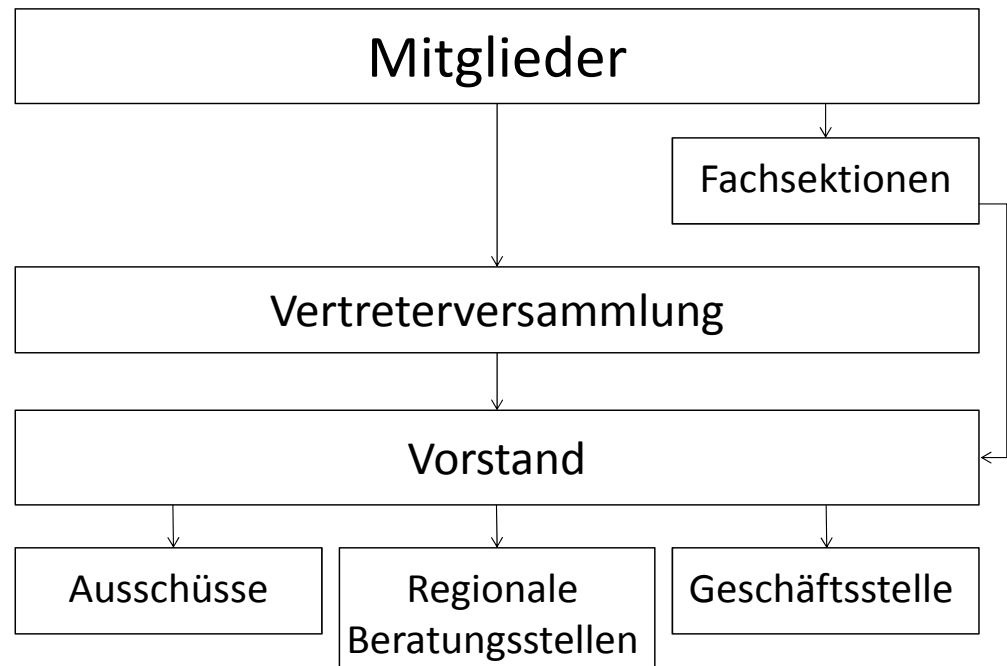 Mitglieder
Fachsektionen
Vertreterversammlung
Vorstand
Ausschüsse
Regionale
Beratungsstellen
Geschäftsstelle